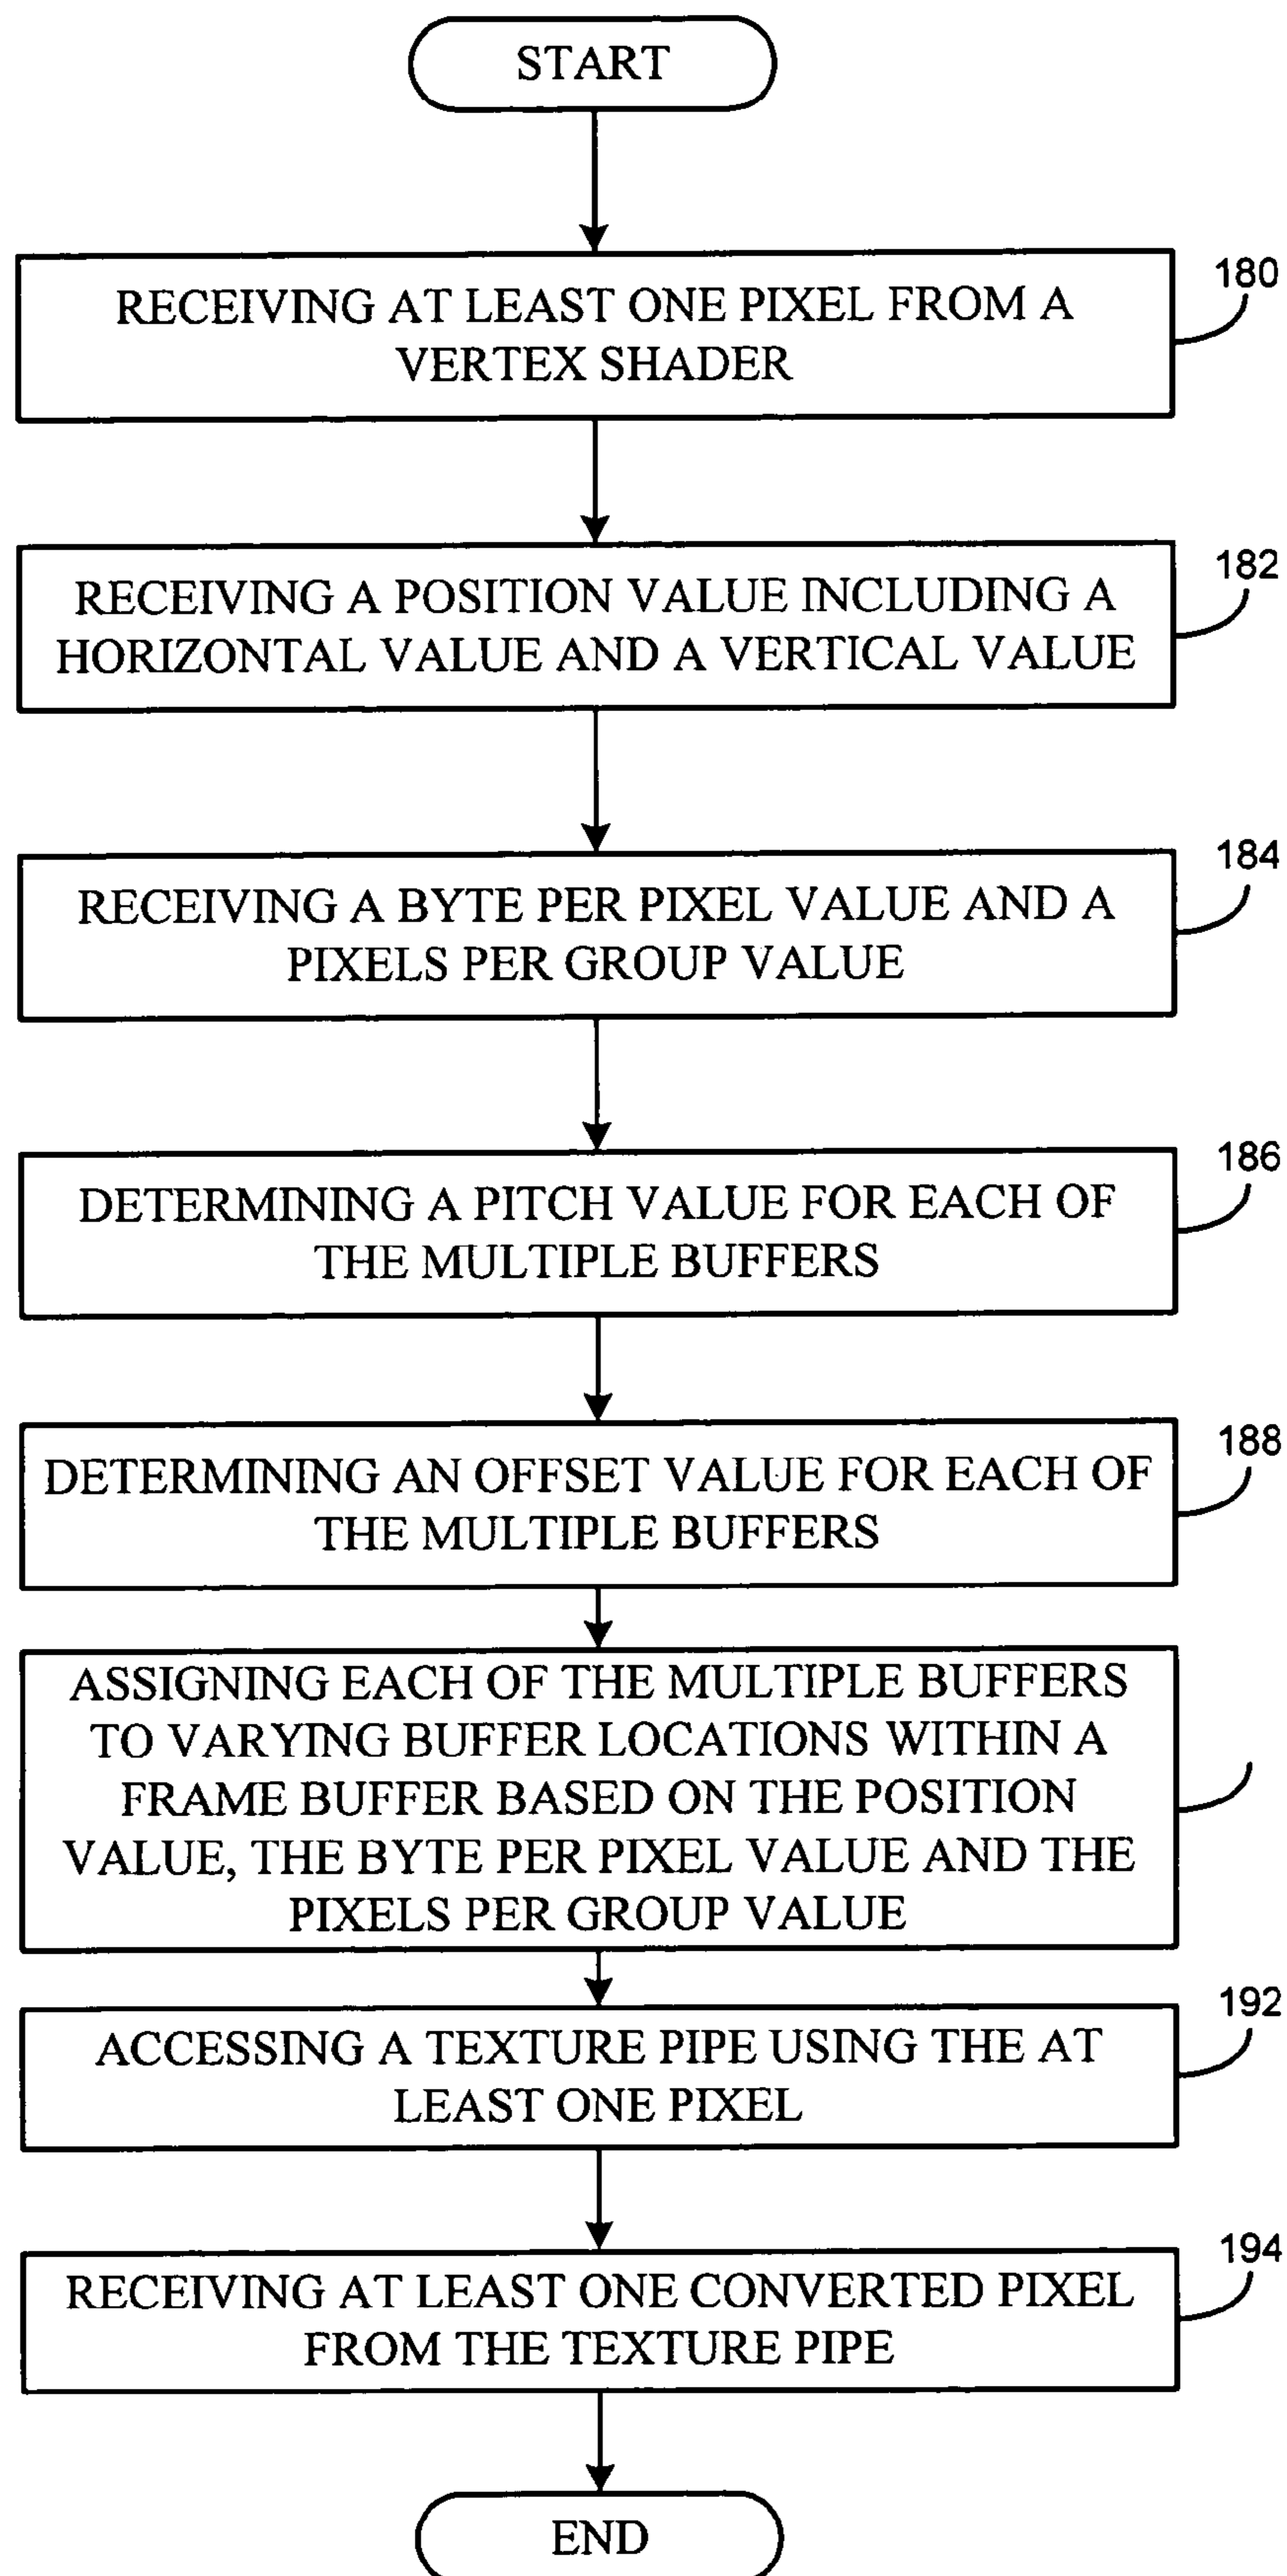 START
180
RECEIVING AT LEAST ONE PIXEL FROM A
VERTEX SHADER
182
RECEIVING A POSITION VALUE INCLUDING A
HORIZONTAL VALUE AND A VERTICAL VALUE
184
RECEIVING A BYTE PER PIXEL VALUE AND A
PIXELS PER GROUP VALUE
186
DETERMINING A PITCH VALUE FOR EACH OF
THE MULTIPLE BUFFERS
188
DETERMINING AN OFFSET VALUE FOR EACH OF
THE MULTIPLE BUFFERS
ASSIGNING EACH OF THE MULTIPLE BUFFERS
TO VARYING BUFFER LOCATIONS WITHIN A
FRAME BUFFER BASED ON THE POSITION
VALUE, THE BYTE PER PIXEL VALUE AND THE
PIXELS PER GROUP VALUE
192
ACCESSING A TEXTURE PIPE USING THE AT
LEAST ONE PIXEL
194
RECEIVING AT LEAST ONE CONVERTED PIXEL
FROM THE TEXTURE PIPE
END